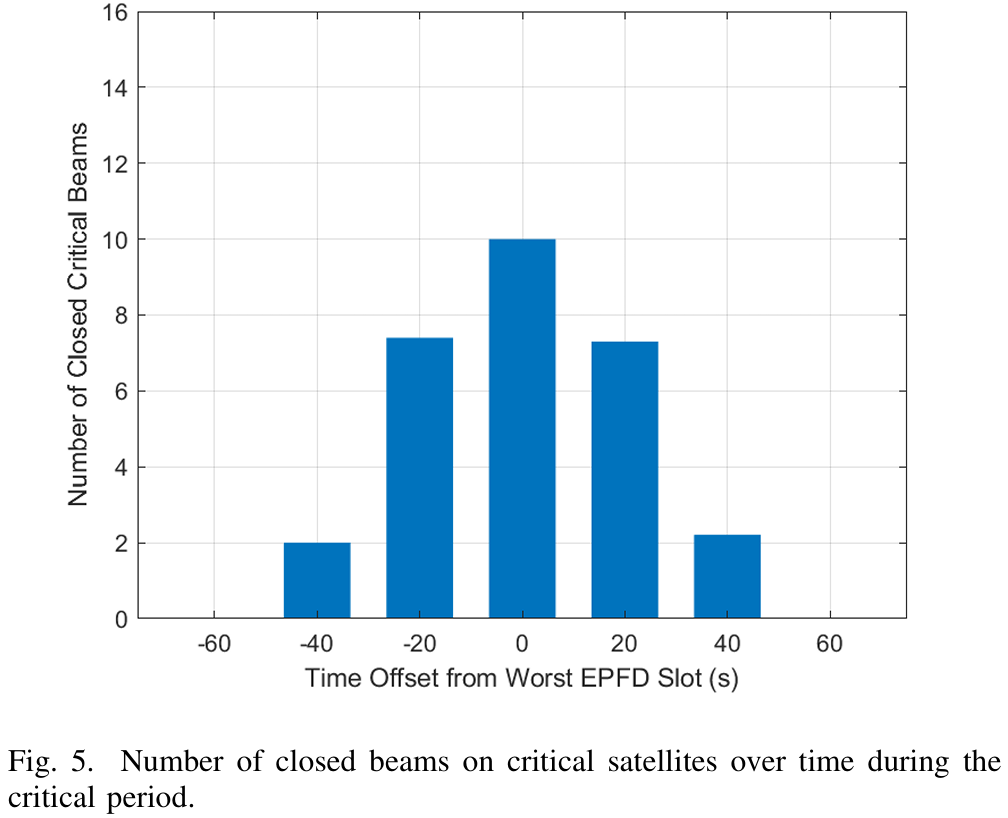 16
14
12
10
8
6
4
2
0
Number of Closed Critical Beams
-60 -40 -20 0 20 40 60
Time Offset from Worst EPFD Slot (s)
Fig. 5. Number of closed beams on critical satellites over time during the
critical period.